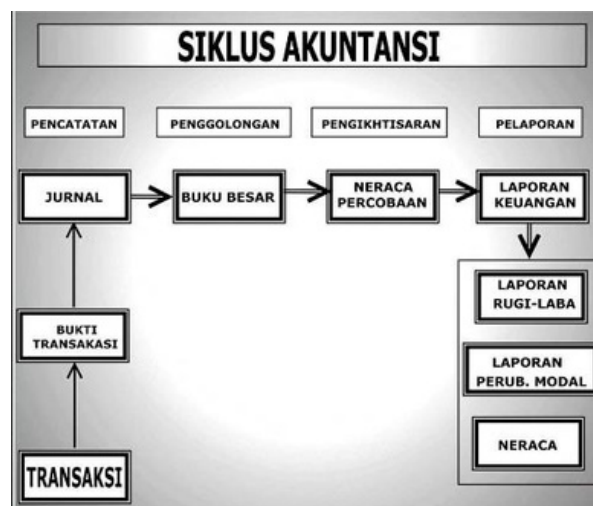 SIKLUS AKUNTANSI
PENCATATAN
PENGGOLONGAN
PENGIKHTISARAN
PELAPORAN
JURNAL
BUKU BESAR
NERACA
PERCOBAAN
LAPORAN
KEUANGAN
BUKTI
TRANSAKASI
TRANSAKSI
LAPORAN
RUGI-LABA
LAPORAN
PERUB. MODAL
NERACA